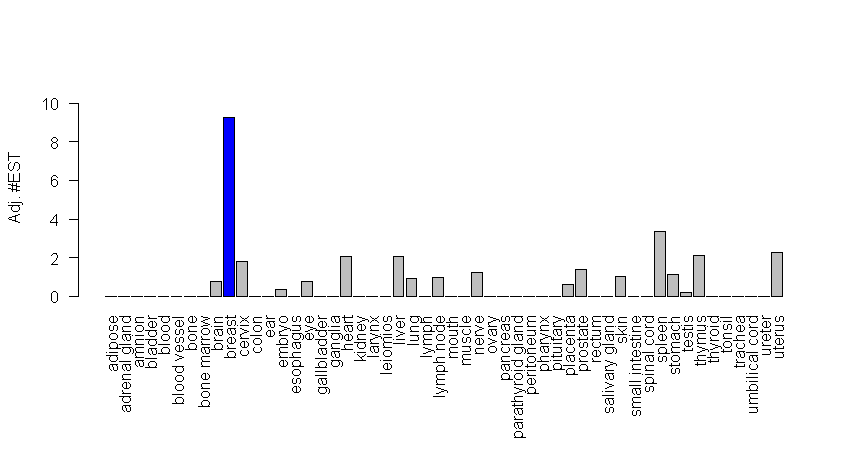 Adj. #EST
10
8
6
4
2
0
adipose
adrenal gland
amnion
bladder
blood
blood vessel
bone
bone marrow
brain
breast
cervix
colon
ear
embryo
esophagus
eye
gallbladder
ganglia
heart
kidney
larynx
leiomios
liver
lung
lymph
lymph node
mouth
muscle
nerve
ovary
pancreas
parathyroid gland
peritoneum
pharynx
pituitary
placenta
prostate
rectum
salivary gland
skin
small intestine
spinal cord
spleen
stomach
testis
thymus
thyroid
tonsil
trachea
umbilical cord
ureter
uterus